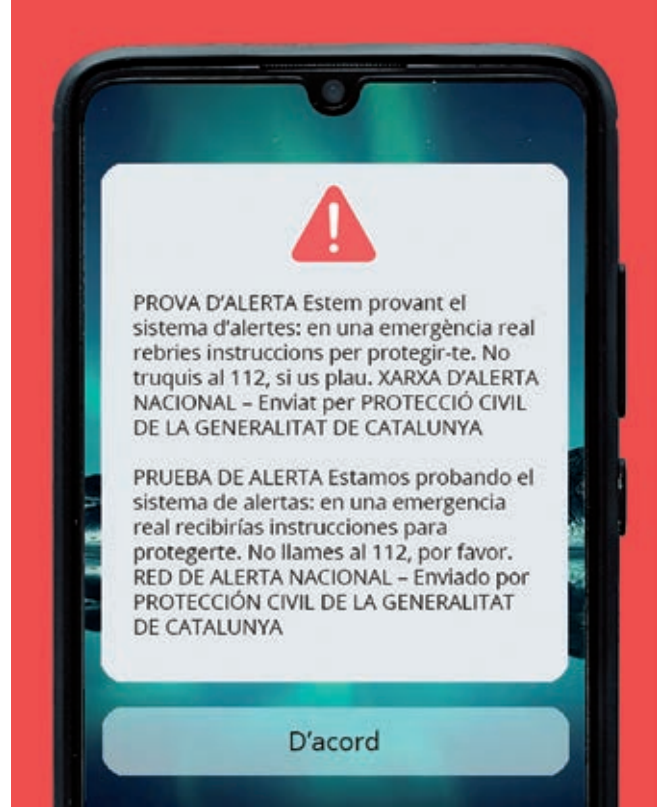 PROVA D'ALERTA Estem provant el
sistema d'alertes: en una emergència real
rebries instruccions per protegir-te. No
truquis al 112, si us plau. XARXA D'ALERTA
NACIONAL – Enviat per PROTECCIÓ CIVIL
DE LA GENERALITAT DE CATALUNYA
PRUEBA DE ALERTA Estamos probando el
sistema de alertas: en una emergencia
real recibirías instrucciones para
protegerte. No llames al 112, por favor.
RED DE ALERTA NACIONAL – Enviado por
PROTECCIÓN CIVIL DE LA GENERALITAT
DE CATALUNYA
D'acord